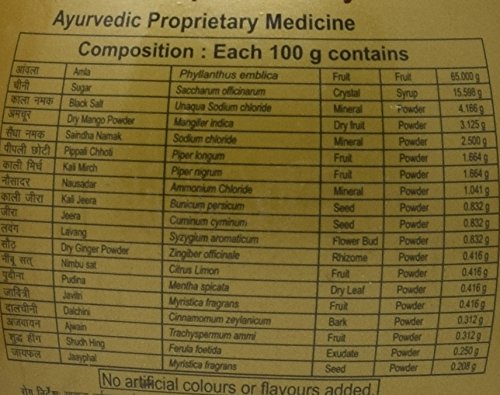 Ayurvedic Proprietary Medicine
Composition : Each 100 g contains
आंवला Amla Phyllanthus emblica Fruit Fruit 65.000 g
चीनी Sugar Saccharum officinarum Crystal Syrup 15.598 g
काला नमक Black Salt Unaqua Sodium chloride Mineral Powder 4.166 g
अमचूर Dry Mango Powder Mangifer indica Dry fruit Powder 3.125 g
सैंधा नमक Saindha Namak Sodium chloride Mineral Powder 2.500 g
पीपली छोटी Pippali Chhoti Piper longum Fruit Powder 1.664 g
काली मिर्च Kali Mirch Piper nigrum Fruit Powder 1.664 g
नौसादर Nausadar Ammonium Chloride Mineral Powder 1.041 g
काली जीरा Kali Jeera Bunicum persicum Seed Powder 0.832 g
जीरा Jeera Cuminum cyminum Seed Powder 0.832 g
लवंग Lavang Syzygium aromaticum Flower Bud Powder 0.832 g
सौंठ Dry Ginger Powder Zingiber officinale Rhizome Powder 0.416 g
नींबू सत् Nimbu sat Citrus Limon Fruit Powder 0.416 g
पुदीना Pudina Mentha spicata Dry Leaf Powder 0.416 g
जावित्री Javitri Myristica fragrans Fruit Powder 0.416 g
दालचीनी Dalchini Cinnamomum zeylanicum Bark Powder 0.312 g
अजवायन Ajwain Trachyspermum ammi Fruit Powder 0.312 g
शुद्ध हींग Shudh Hing Ferula foetida Exudate Powder 0.250 g
जायफल Jaayphal Myristica fragrans Seed Powder 0.208 g
No artificial colours or flavours added.